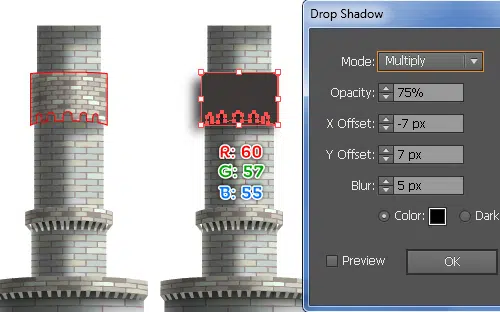 Drop Shadow
Mode: Multiply
Opacity: 75%
X Offset: -7 px
Y Offset: 7 px
Blur: 5 px
Color: Dark
Preview OK
R: 60
G: 57
B: 55